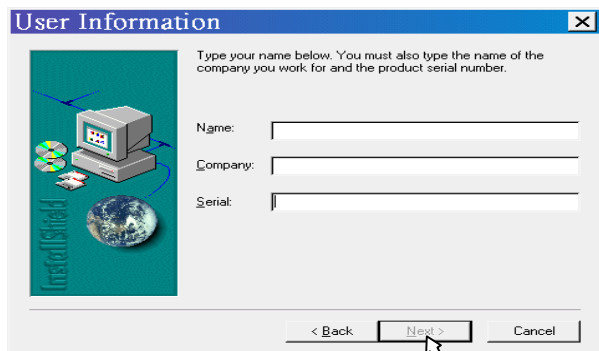 User Information
Type your name below. You must also type the name of the
company you work for and the product serial number.
Name:
Company:
Serial:
InstallShield
< Back
Next >
Cancel